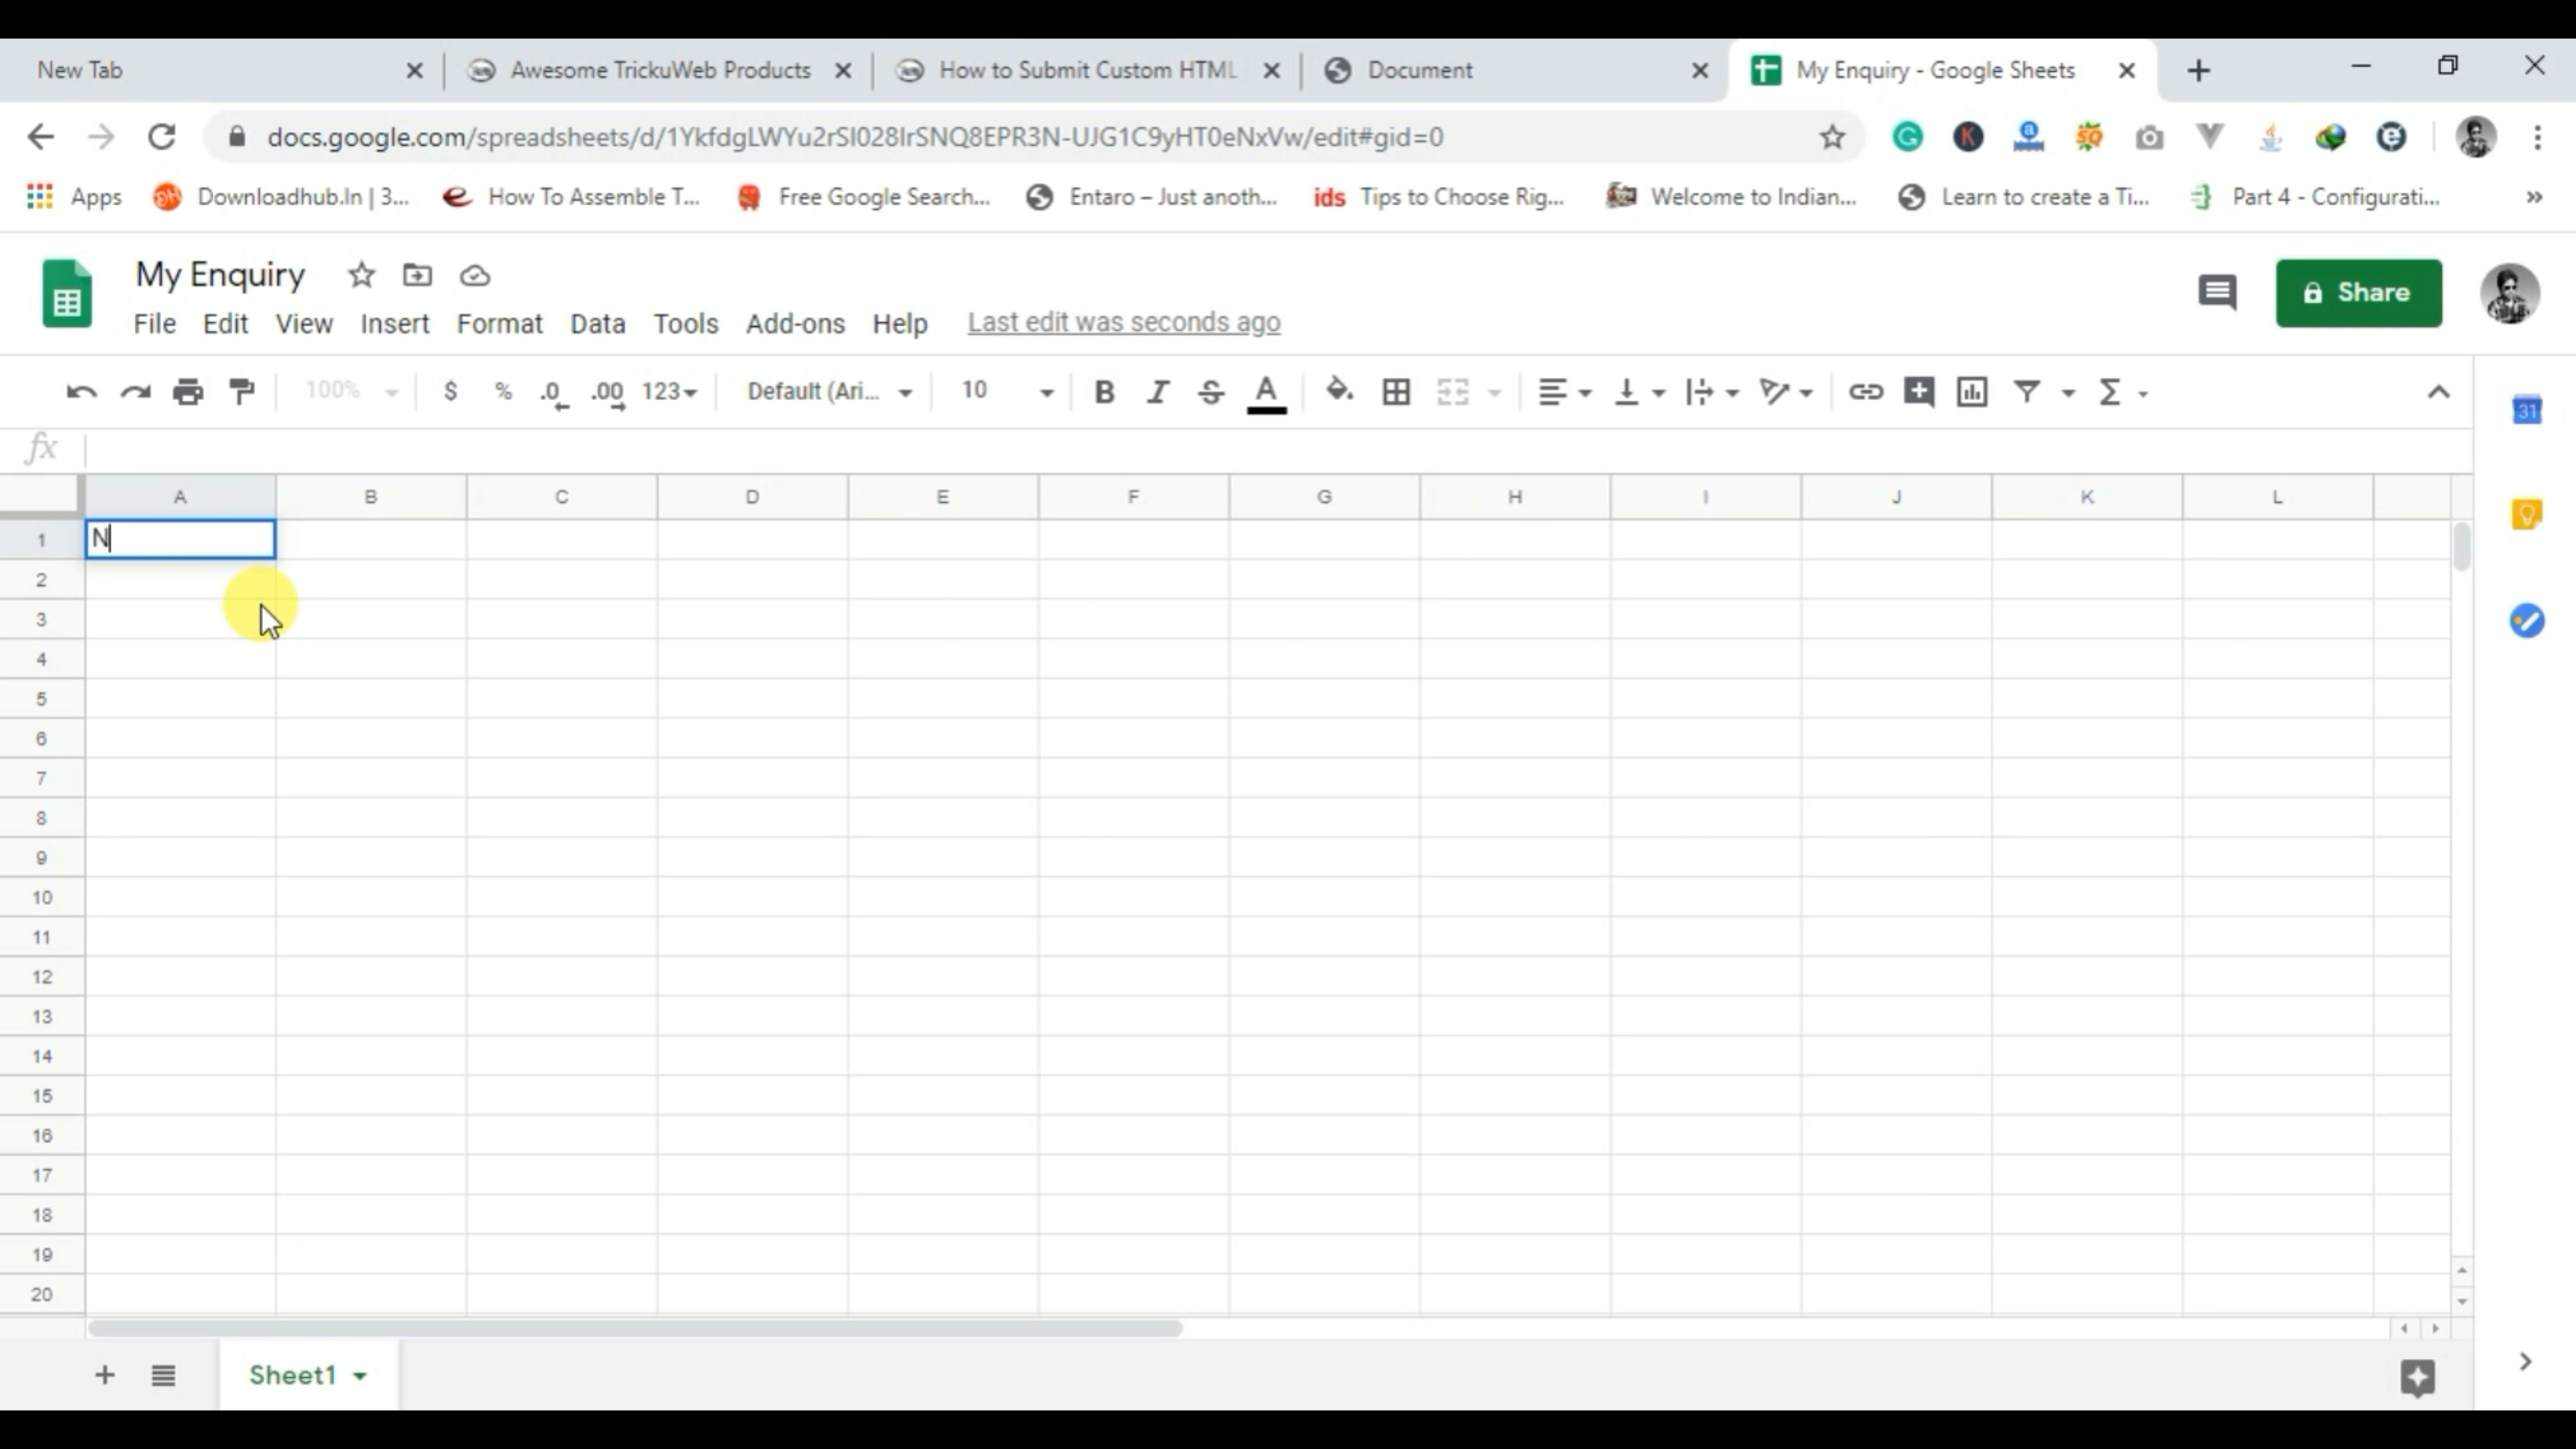 New Tab
Awesome TrickuWeb Products
How to Submit Custom HTML
Document
My Enquiry - Google Sheets
docs.google.com/spreadsheets/d/1YkfdgLWYu2rSI028IrSNQ8EPR3N-UJG1C9yHT0eNxVw/edit#gid=0
Apps
Downloadhub.In | 3...
How To Assemble T...
Free Google Search...
Entaro – Just anoth...
ids Tips to Choose Rig...
Welcome to Indian...
Learn to create a Ti...
Part 4 - Configurati...
My Enquiry
Share
File Edit View Insert Format Data Tools Add-ons Help Last edit was seconds ago
100% $ % .0 .00 123 Default (Ari... 10 B I S A Σ
31
fx
A B C D E F G H I J K L
1 N
2
3
4
5
6
7
8
9
10
11
12
13
14
15
16
17
18
19
20
Sheet1